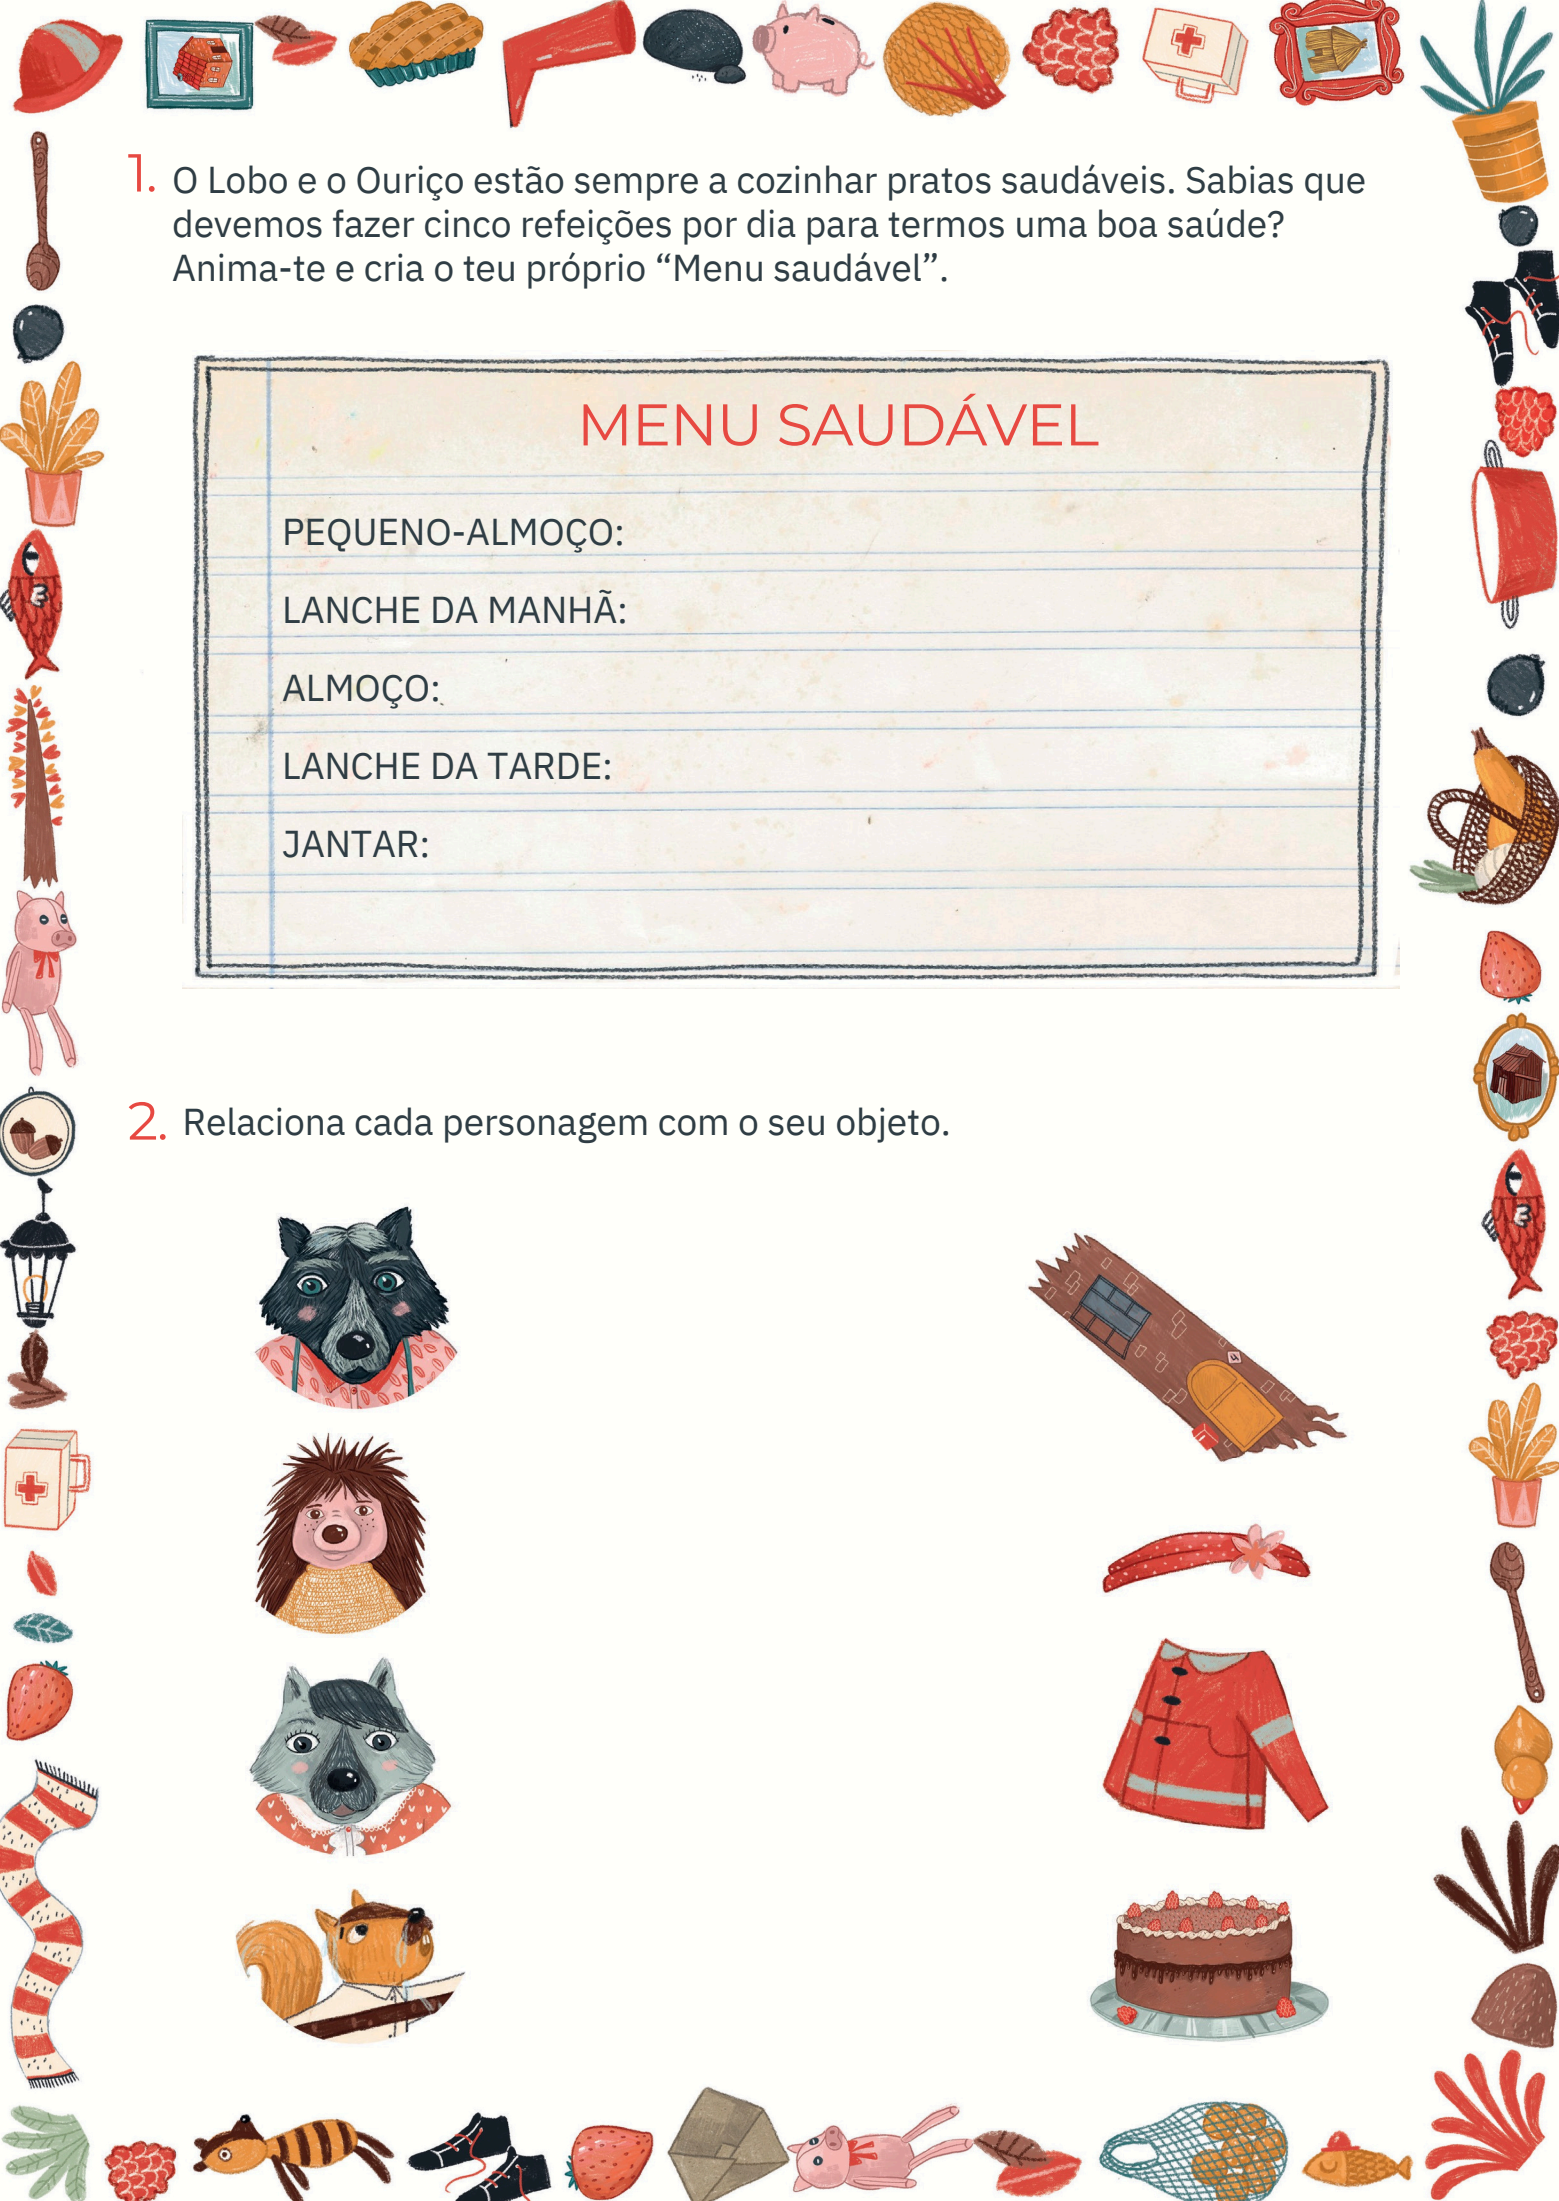 1. O Lobo e o Ouriço estão sempre a cozinhar pratos saudáveis. Sabias que
devemos fazer cinco refeições por dia para termos uma boa saúde?
Anima-te e cria o teu próprio “Menu saudável”.
MENU SAUDÁVEL
PEQUENO-ALMOÇO:
LANCHE DA MANHÃ:
ALMOÇO:
LANCHE DA TARDE:
JANTAR:
2. Relaciona cada personagem com o seu objeto.
4